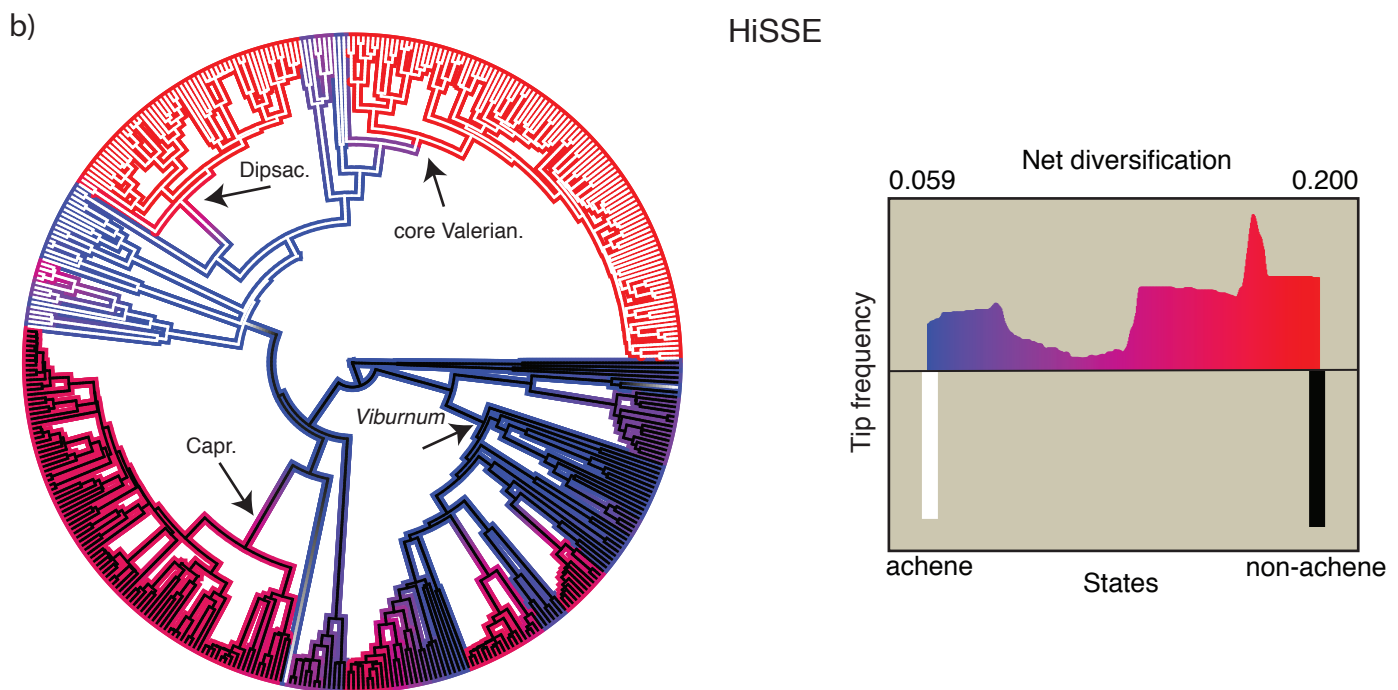 b)
HiSSE
Dipsac.
core Valerian.
Viburnum
Capr.
Net diversification
0.059 0.200
Tip frequency
achene non-achene
States